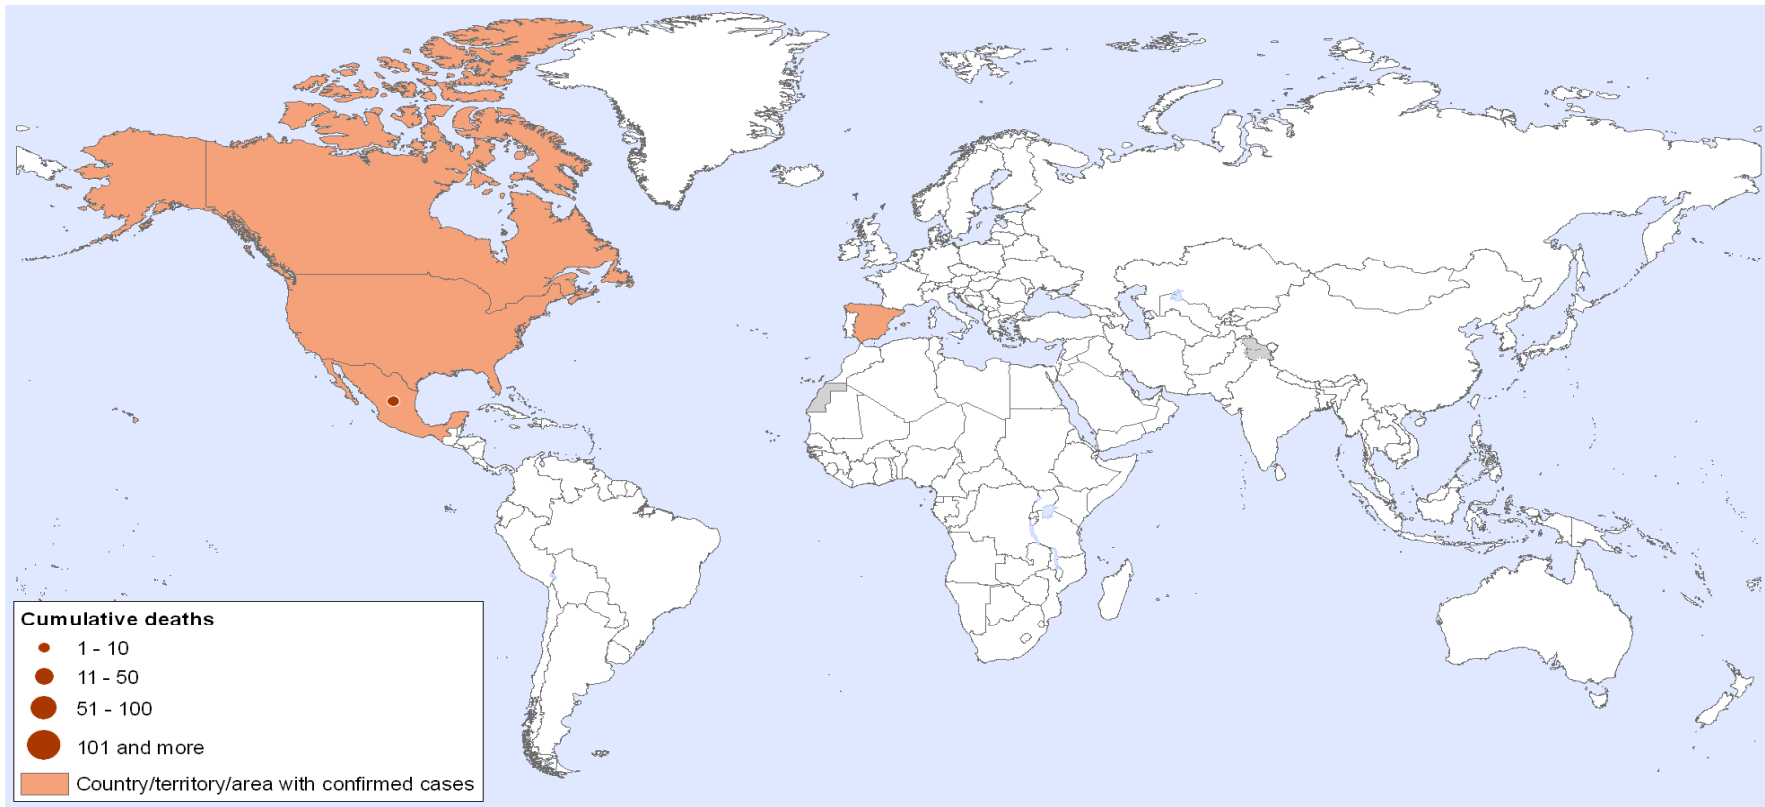 Cumulative deaths
1 - 10
11 - 50
51 - 100
101 and more
Country/territory/area with confirmed cases